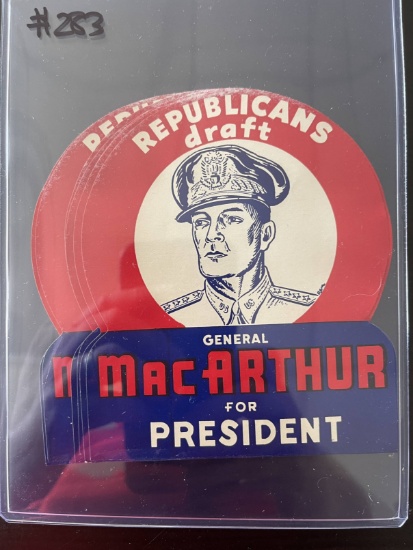 #283
REPUBLICANS
draft
GENERAL
MACARTHUR
FOR
PRESIDENT